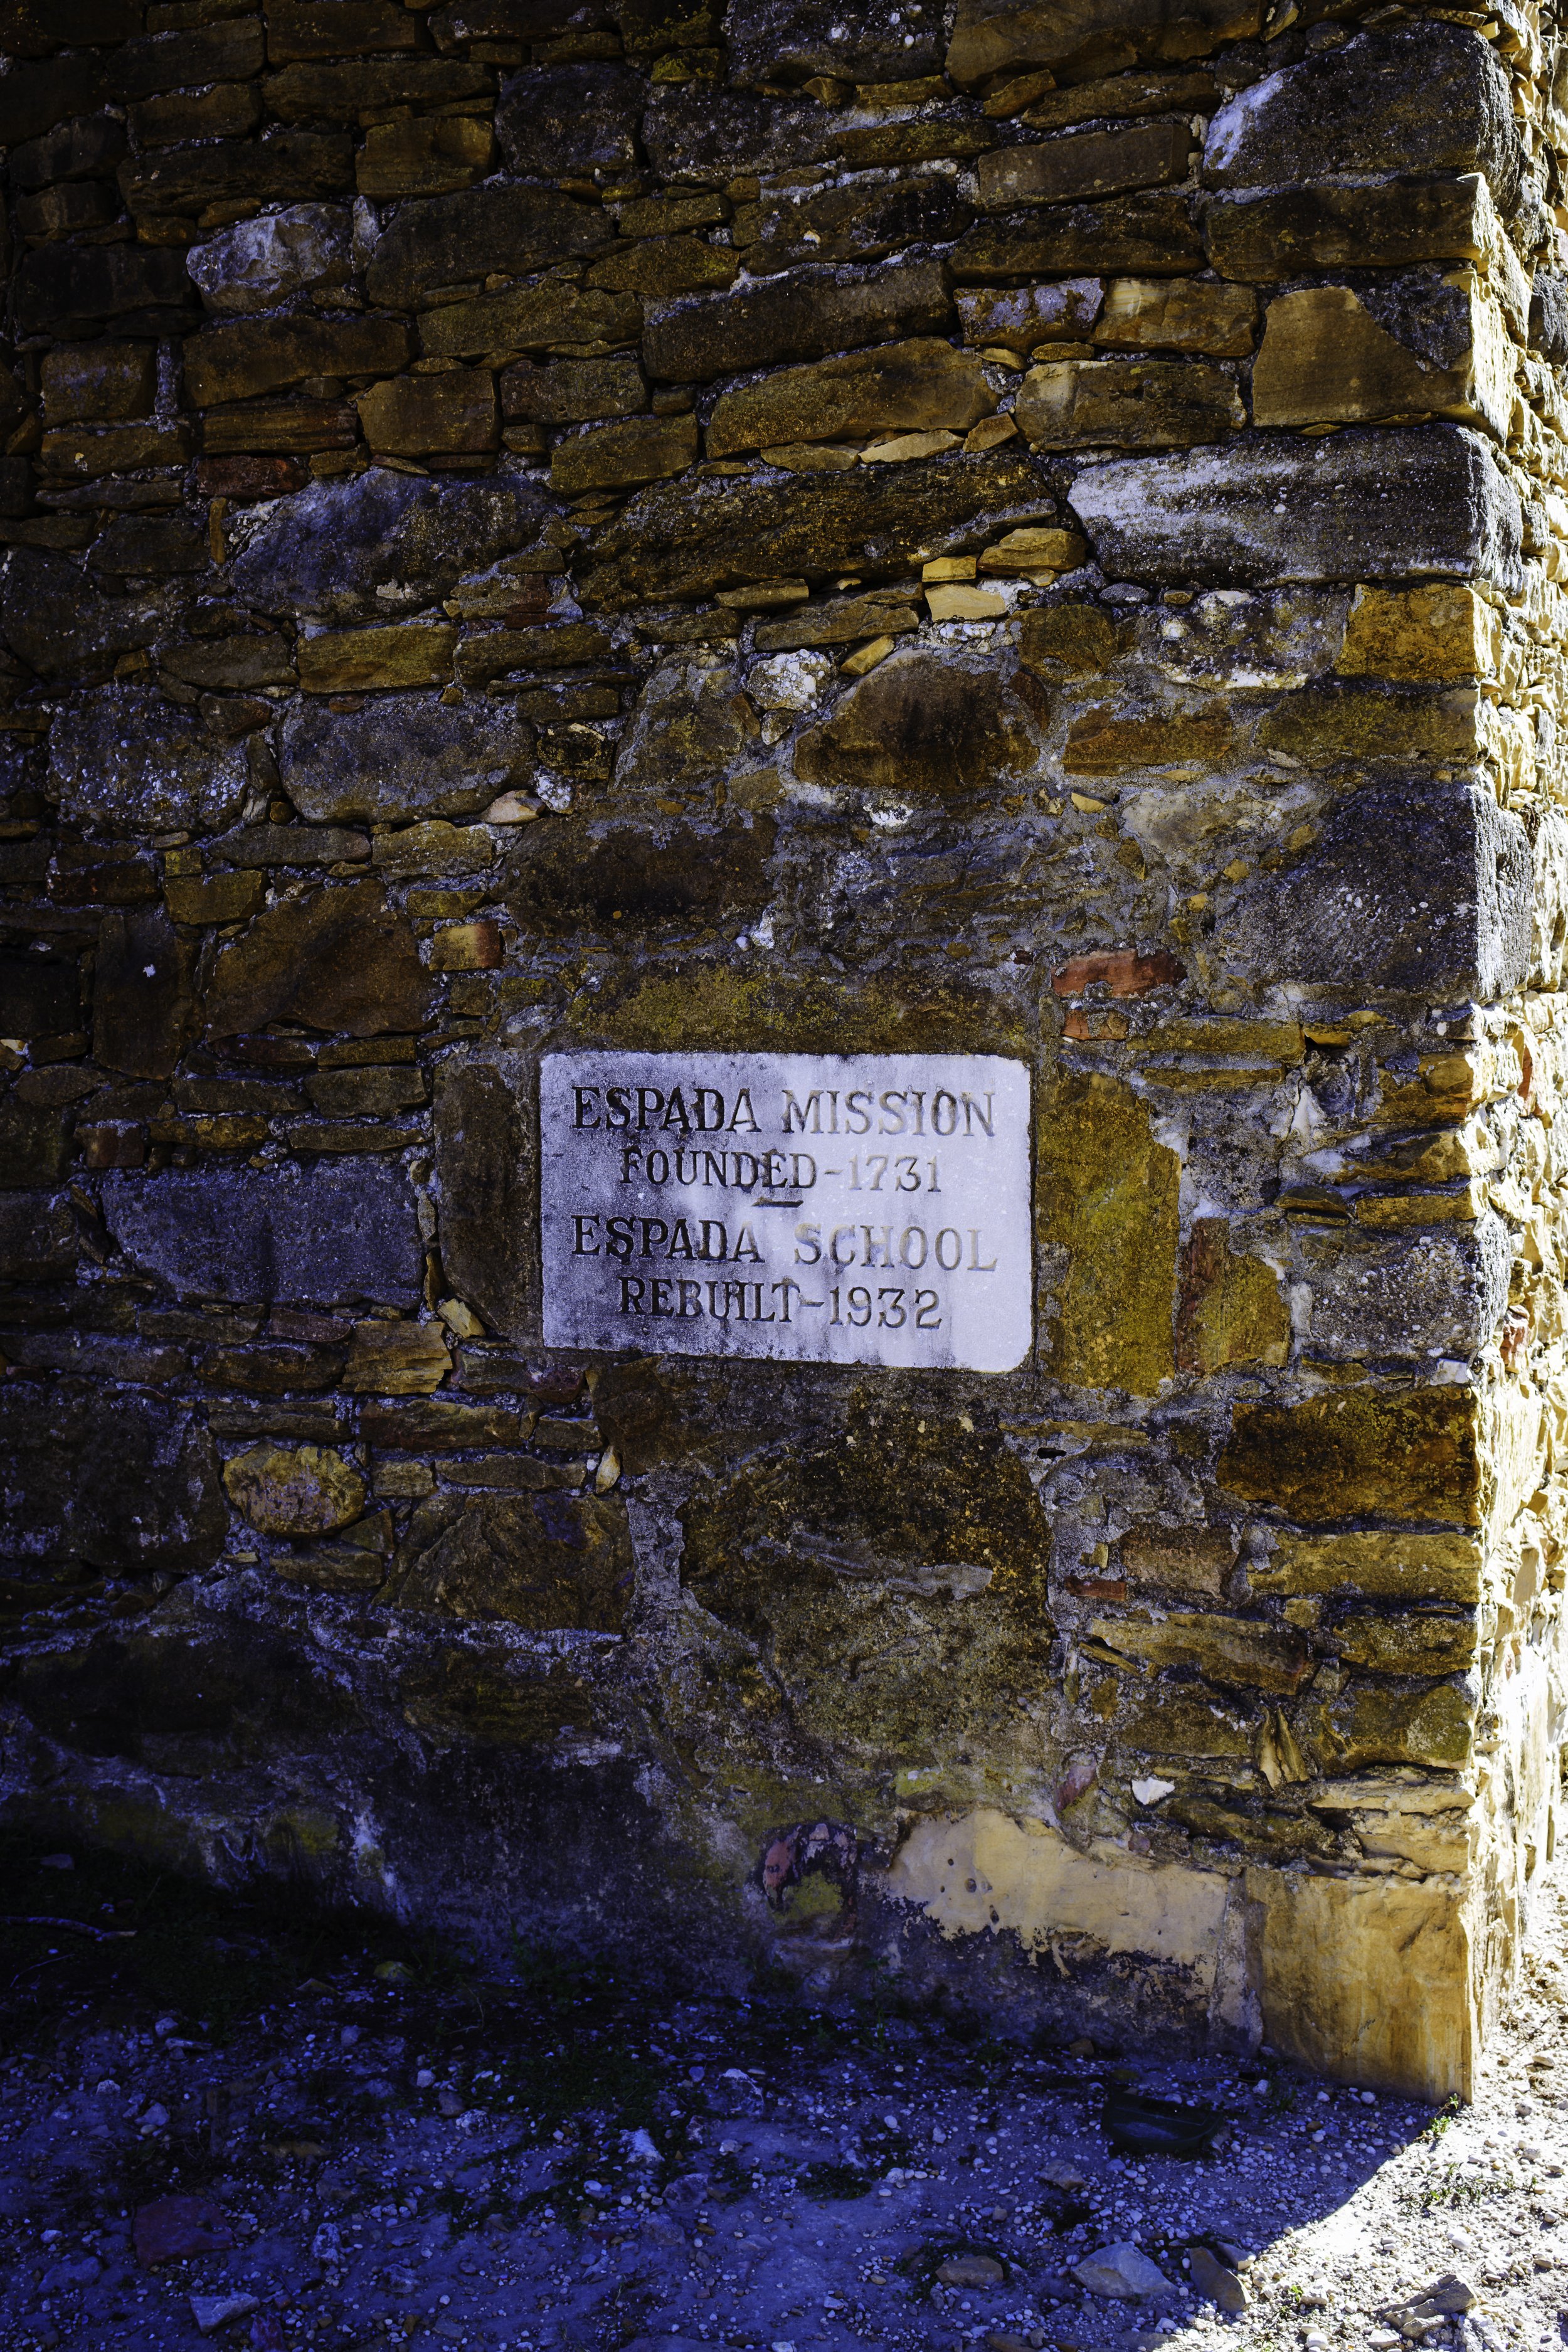 ESPADA MISSION
FOUNDED-1731
ESPADA SCHOOL
REBUILT-1932